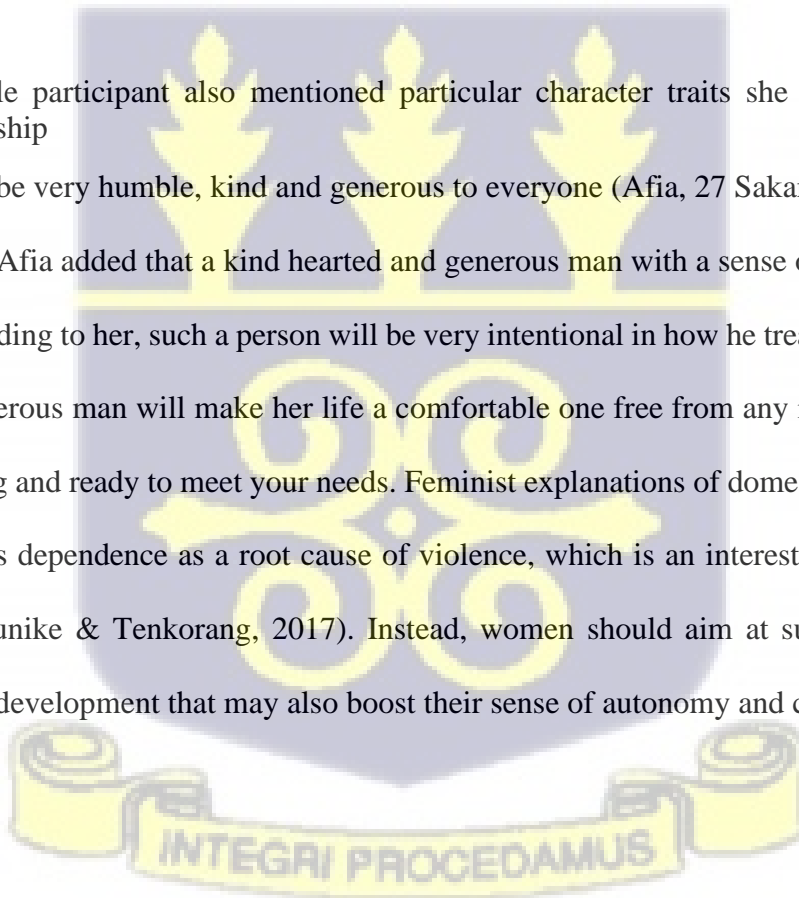 le participant also mentioned particular character traits she
ship
be very humble, kind and generous to everyone (Afia, 27 Saka
Afia added that a kind hearted and generous man with a sense
ding to her, such a person will be very intentional in how he trea
erous man will make her life a comfortable one free from any
g and ready to meet your needs. Feminist explanations of dome
s dependence as a root cause of violence, which is an interest
unike & Tenkorang, 2017). Instead, women should aim at su
development that may also boost their sense of autonomy and
INTEGRI PROCEDAMUS